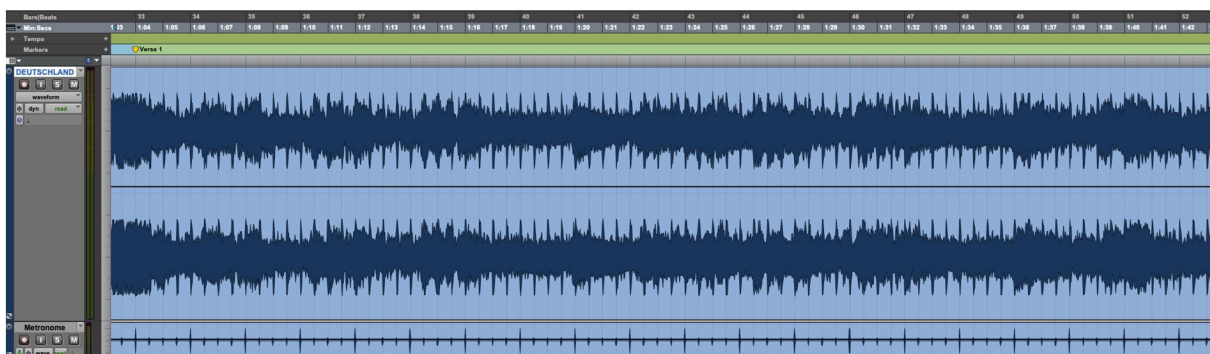 Bars|Beats 33 34 35 36 37 38 39 40 41 42 43 44 45 46 47 48 49 50 51 52
Min:Secs 1:03 1:04 1:05 1:06 1:07 1:08 1:09 1:10 1:11 1:12 1:13 1:14 1:15 1:16 1:17 1:18 1:19 1:20 1:21 1:22 1:23 1:24 1:25 1:26 1:27 1:28 1:29 1:30 1:31 1:32 1:33 1:34 1:35 1:36 1:37 1:38 1:39 1:40 1:41 1:42
Tempo +
Markers + Verse 1
DEUTSCHLAND
I S M
waveform
dyn read
Metronome
I S M
wave read